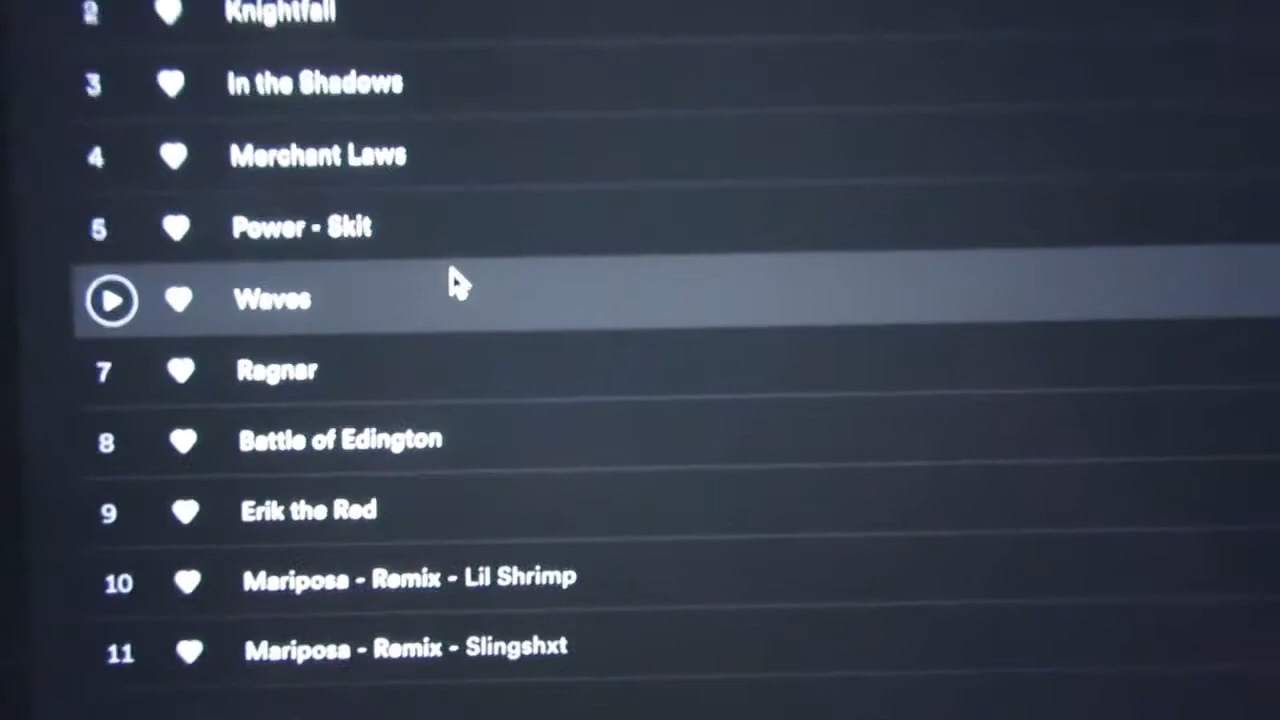 2 Knightfall
3 In the Shadows
4 Merchant Laws
5 Power - Skit
Waves
7 Ragnar
8 Battle of Edington
9 Erik the Red
10 Mariposa - Remix - Lil Shrimp
11 Mariposa - Remix - Slingshxt